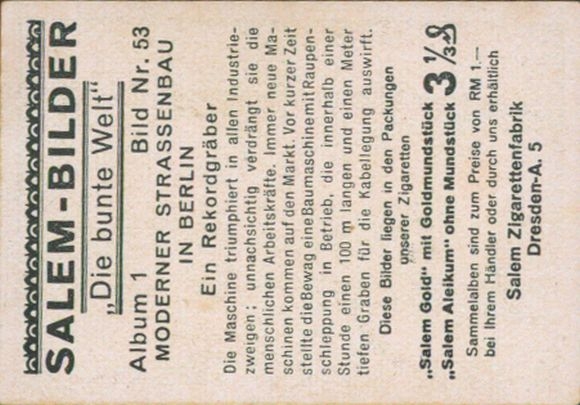 SALEM-BILDER
„Die bunte Welt“
Album 1 Bild Nr. 53
MODERNER STRASSENBAU
IN BERLIN
Ein Rekordgräber
Die Maschine triumphiert in allen Industrie-
zweigen; unnachsichtig verdrängt sie die
menschlichen Arbeitskräfte. Immer neue Ma-
schinen kommen auf den Markt. Vor kurzer Zeit
stellte die Bewag eine Baumaschine mit Raupen-
schleppung in Betrieb, die innerhalb einer
Stunde einen 100 m langen und einen Meter
tiefen Graben für die Kabellegung auswirft.
Diese Bilder liegen in den Packungen
unserer Zigaretten
„Salem Gold“ mit Goldmundstück
„Salem Aleikum“ ohne Mundstück 3 1/3 ₰
Sammelalben sind zum Preise von RM 1.—
bei Ihrem Händler oder durch uns erhältlich
Salem Zigarettenfabrik
Dresden-A. 5